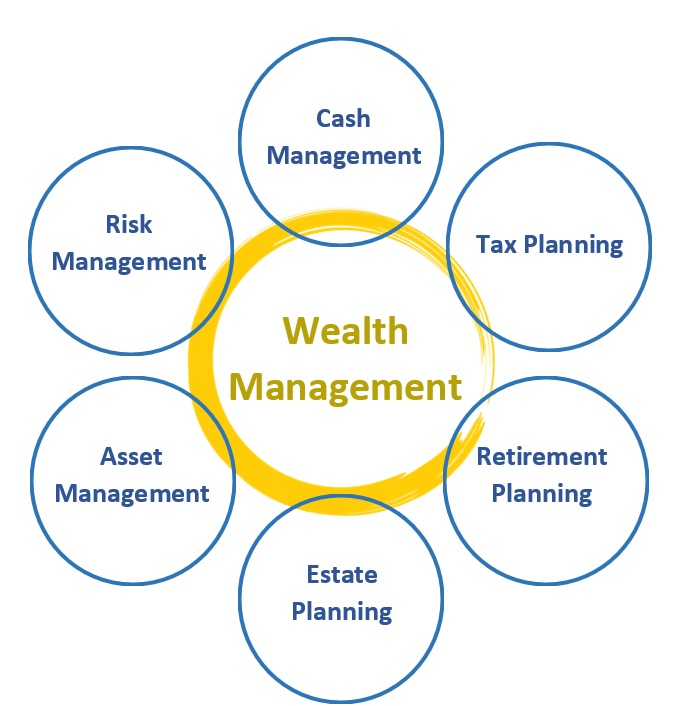 Cash
Management
Risk
Management
Tax Planning
Wealth
Management
Asset
Management
Retirement
Planning
Estate
Planning